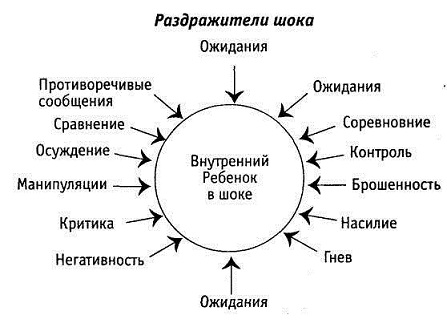 Раздражители шока
Ожидания
Противоречивые
сообщения
Ожидания
Сравнение
Соревновние
Осуждение
Контроль
Внутренний
Ребенок
в шоке
Манипуляции
Брошенность
Критика
Насилие
Негативность
Гнев
Ожидания